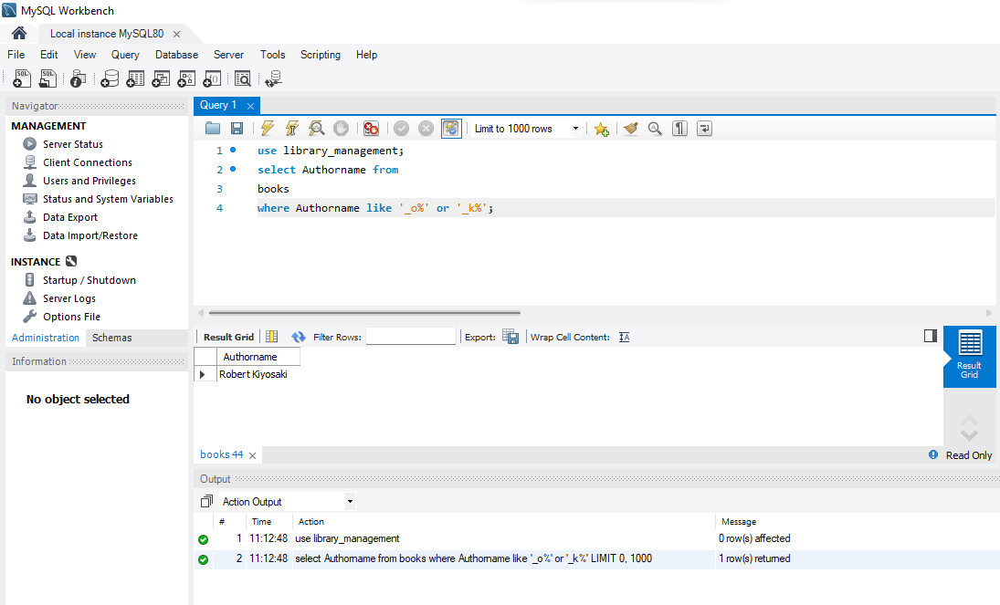 MySQL Workbench
Local instance MySQL80
File Edit View Query Database Server Tools Scripting Help
Navigator
MANAGEMENT
Server Status
Client Connections
Users and Privileges
Status and System Variables
Data Export
Data Import/Restore
INSTANCE
Startup / Shutdown
Server Logs
Options File
Administration Schemas
Information
No object selected
Query 1
Limit to 1000 rows
1 use library_management;
2 select Authorname from
3 books
4 where Authorname like '_o%' or '_k%';
Result Grid Filter Rows: Export: Wrap Cell Content:
Authorname
Robert Kiyosaki
Result
Grid
books 44
Read Only
Output
Action Output
# Time Action Message
1 11:12:48 use library_management 0 row(s) affected
2 11:12:48 select Authorname from books where Authorname like '_o%' or '_k%' LIMIT 0, 1000 1 row(s) returned